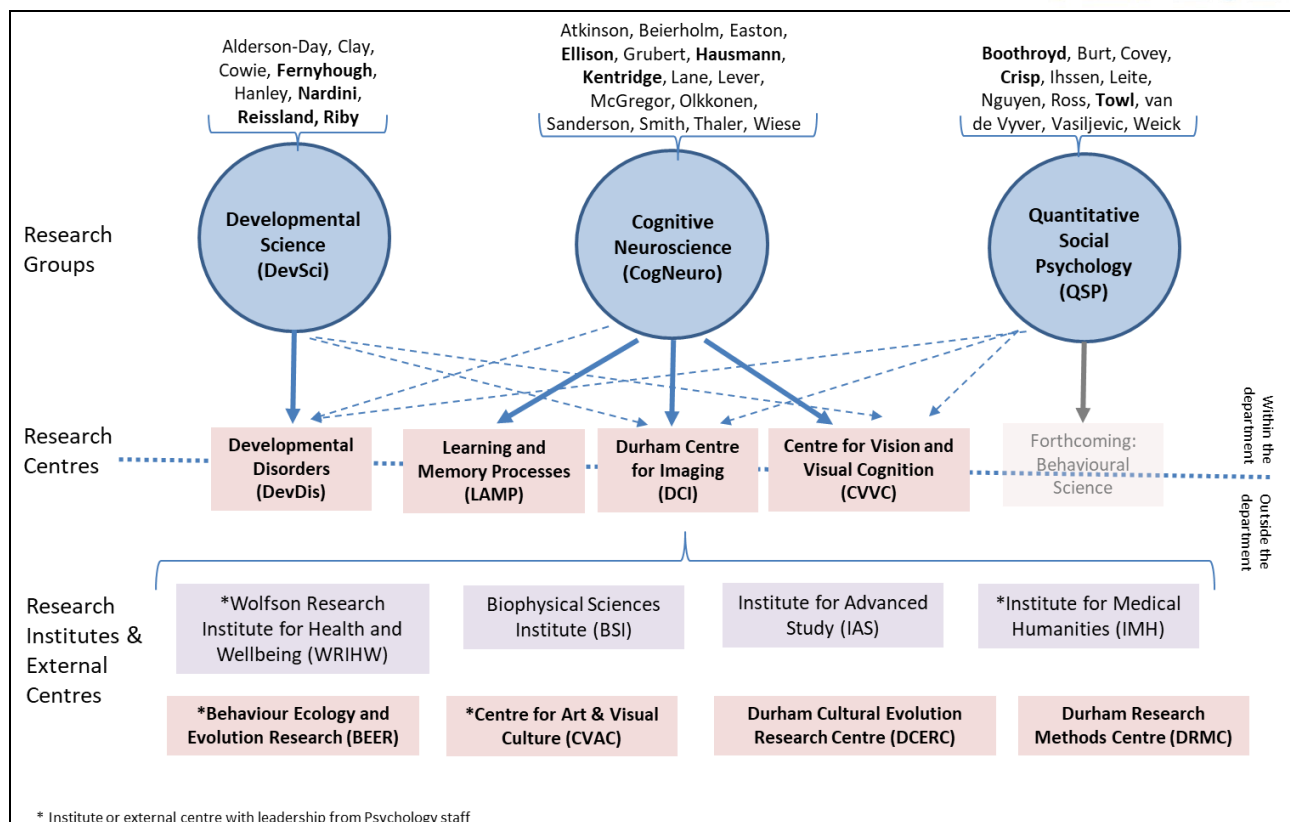 Alderson-Day, Clay,
Cowie, Fernyhough,
Hanley, Nardini,
Reissland, Riby
Atkinson, Beierholm, Easton,
Ellison, Grubert, Hausmann,
Kentridge, Lane, Lever,
McGregor, Olkkonen,
Sanderson, Smith, Thaler, Wiese
Boothroyd, Burt, Covey,
Crisp, Ihssen, Leite,
Nguyen, Ross, Towl, van
de Vyver, Vasiljevic, Weick
Research
Groups
Developmental
Science
(DevSci)
Cognitive
Neuroscience
(CogNeuro)
Quantitative
Social
Psychology
(QSP)
Research
Centres
Developmental
Disorders
(DevDis)
Learning and
Memory Processes
(LAMP)
Durham Centre
for Imaging
(DCI)
Centre for Vision and
Visual Cognition
(CVVC)
Forthcoming:
Behavioural
Science
Within the
department
Outside the
department
Research
Institutes &
External
Centres
*Wolfson Research
Institute for Health and
Wellbeing (WRIHW)
Biophysical Sciences
Institute (BSI)
Institute for Advanced
Study (IAS)
*Institute for Medical
Humanities (IMH)
*Behaviour Ecology and
Evolution Research (BEER)
*Centre for Art & Visual
Culture (CVAC)
Durham Cultural Evolution
Research Centre (DCERC)
Durham Research
Methods Centre (DRMC)
* Institute or external centre with leadership from Psychology staff